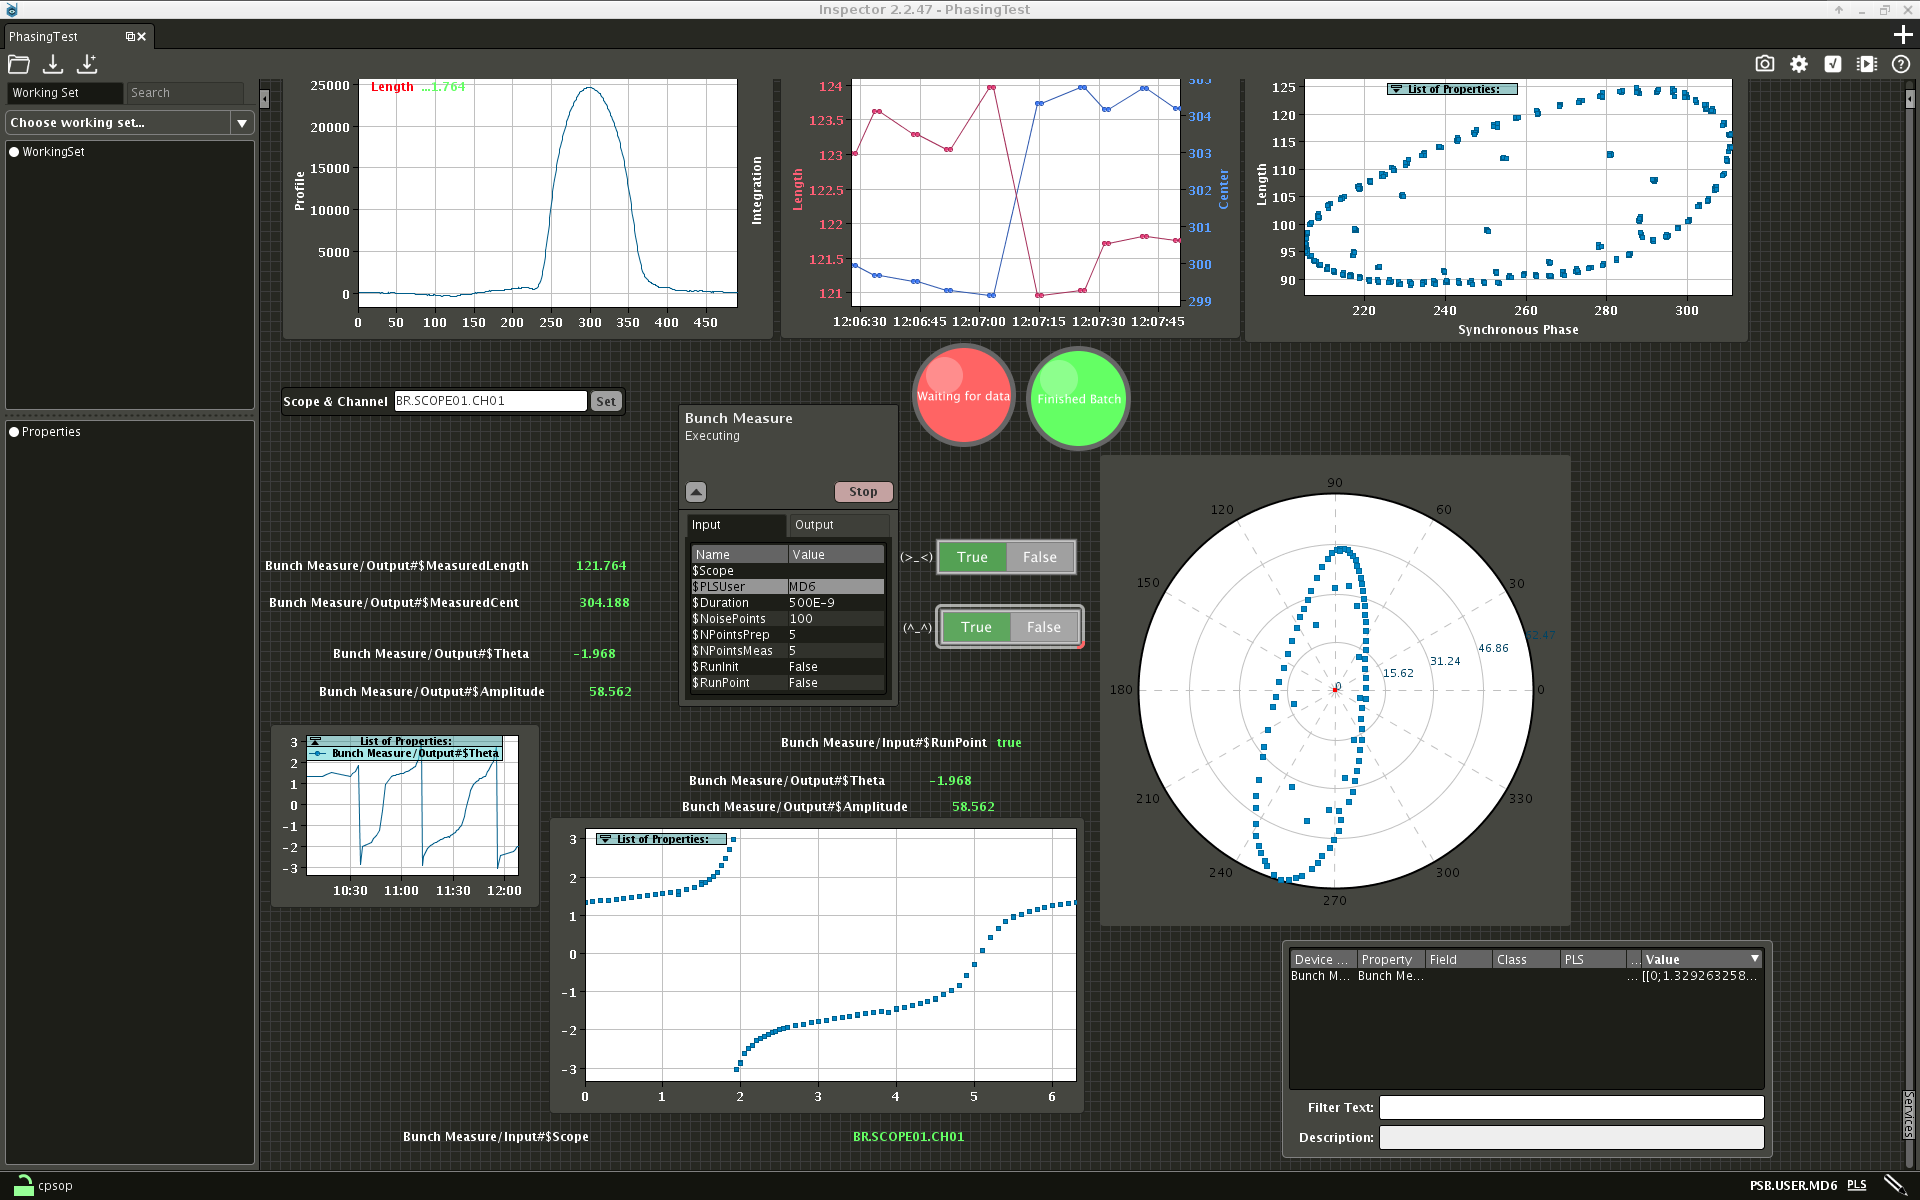 Inspector 2.2.47 - PhasingTest
PhasingTest
Working Set
Search
Choose working set...
WorkingSet
Properties
Length ...1.764
25000
20000
15000
10000
5000
0
Profile
Integration
0 50 100 150 200 250 300 350 400 450
124
123.5
123
122.5
122
121.5
121
Length
304
303
302
301
300
299
Center
12:06:30 12:06:45 12:07:00 12:07:15 12:07:30 12:07:45
List of Properties:
125
120
115
110
105
100
95
90
Length
220 240 260 280 300
Synchronous Phase
Waiting for data
Finished Batch
Scope & Channel BR.SCOPE01.CH01 Set
Bunch Measure
Executing
Stop
Input Output
Name Value
$Scope
$PLSUser MD6
$Duration 500E-9
$NoisePoints 100
$NPointsPrep 5
$NPointsMeas 5
$RunInit False
$RunPoint False
(>_<) True False
(^_^) True False
Bunch Measure/Output#$MeasuredLength 121.764
Bunch Measure/Output#$MeasuredCent 304.188
Bunch Measure/Output#$Theta -1.968
Bunch Measure/Output#$Amplitude 58.562
List of Properties:
Bunch Measure/Output#$Theta
3
2
1
0
-1
-2
-3
10:30 11:00 11:30 12:00
Bunch Measure/Input#$RunPoint true
Bunch Measure/Output#$Theta -1.968
Bunch Measure/Output#$Amplitude 58.562
List of Properties:
3
2
1
0
-1
-2
-3
0 1 2 3 4 5 6
Bunch Measure/Input#$Scope BR.SCOPE01.CH01
90
120 60
150 30
62.47
46.86
31.24
15.62
180 0 0
210 330
240 300
270
Device ... Property Field Class PLS ... Value
Bunch M... Bunch Me... ... [[0;1.329263258...
Filter Text:
Description:
Services
cpsop
PSB.USER.MD6 PLS